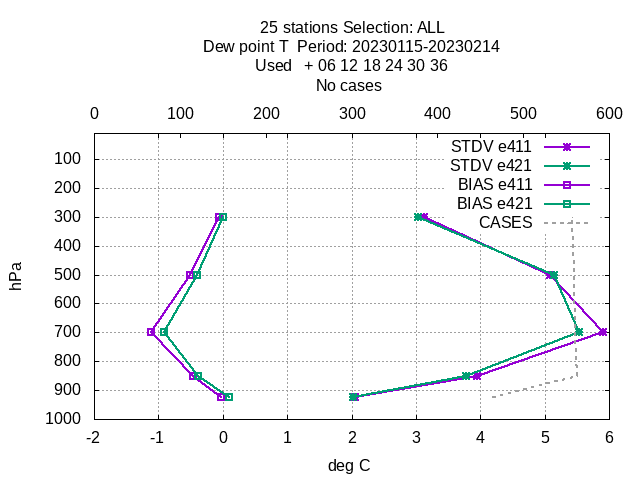 25 stations Selection: ALL
Dew point T  Period: 20230115-20230214
Used   + 06 12 18 24 30 36
No cases
0 100 200 300 400 500 600
STDV e411
STDV e421
BIAS e411
BIAS e421
CASES
100
200
300
400
500
600
700
800
900
1000
hPa
-2 -1 0 1 2 3 4 5 6
deg C